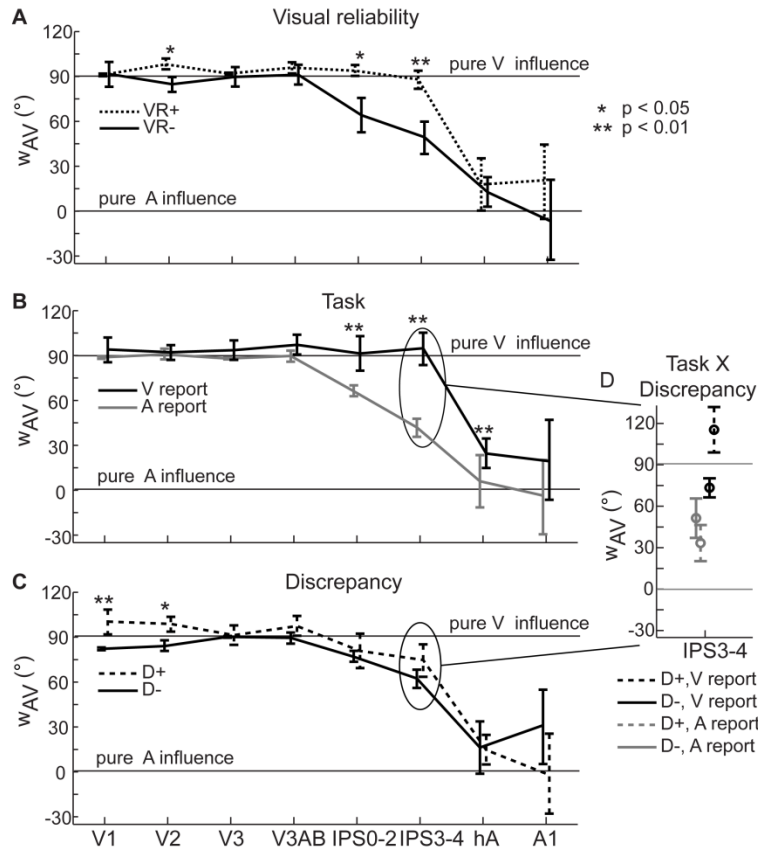 A
Visual reliability
120
90
60
30
0
-30
wAV (°)
pure V influence
VR+
VR-
pure A influence
*
*
**
* p < 0.05
** p < 0.01
B
Task
120
90
60
30
0
-30
wAV (°)
pure V influence
V report
A report
pure A influence
**
**
**
D
Task X
Discrepancy
120
90
60
30
0
-30
wAV (°)
IPS3-4
D+,V report
D-, V report
D+, A report
D-, A report
C
Discrepancy
120
90
60
30
0
-30
wAV (°)
**
*
pure V influence
D+
D-
pure A influence
V1 V2 V3 V3AB IPS0-2 IPS3-4 hA A1